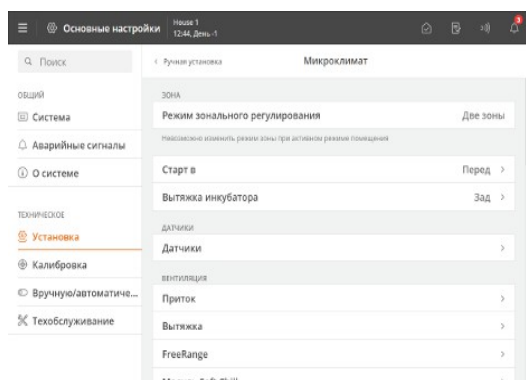 Основные настройки
House 1
12:44, День -1
3
Поиск
Ручная установка
Микроклимат
ОБЩИЙ
Система
Аварийные сигналы
О системе
ТЕХНИЧЕСКОЕ
Установка
Калибровка
Вручную/автоматиче...
Техобслуживание
ЗОНА
Режим зонального регулирования Две зоны
Невозможно изменить режим зоны при активном режиме помещения
Старт в Перед
Вытяжка инкубатора Зад
ДАТЧИКИ
Датчики
ВЕНТИЛЯЦИЯ
Приток
Вытяжка
FreeRange